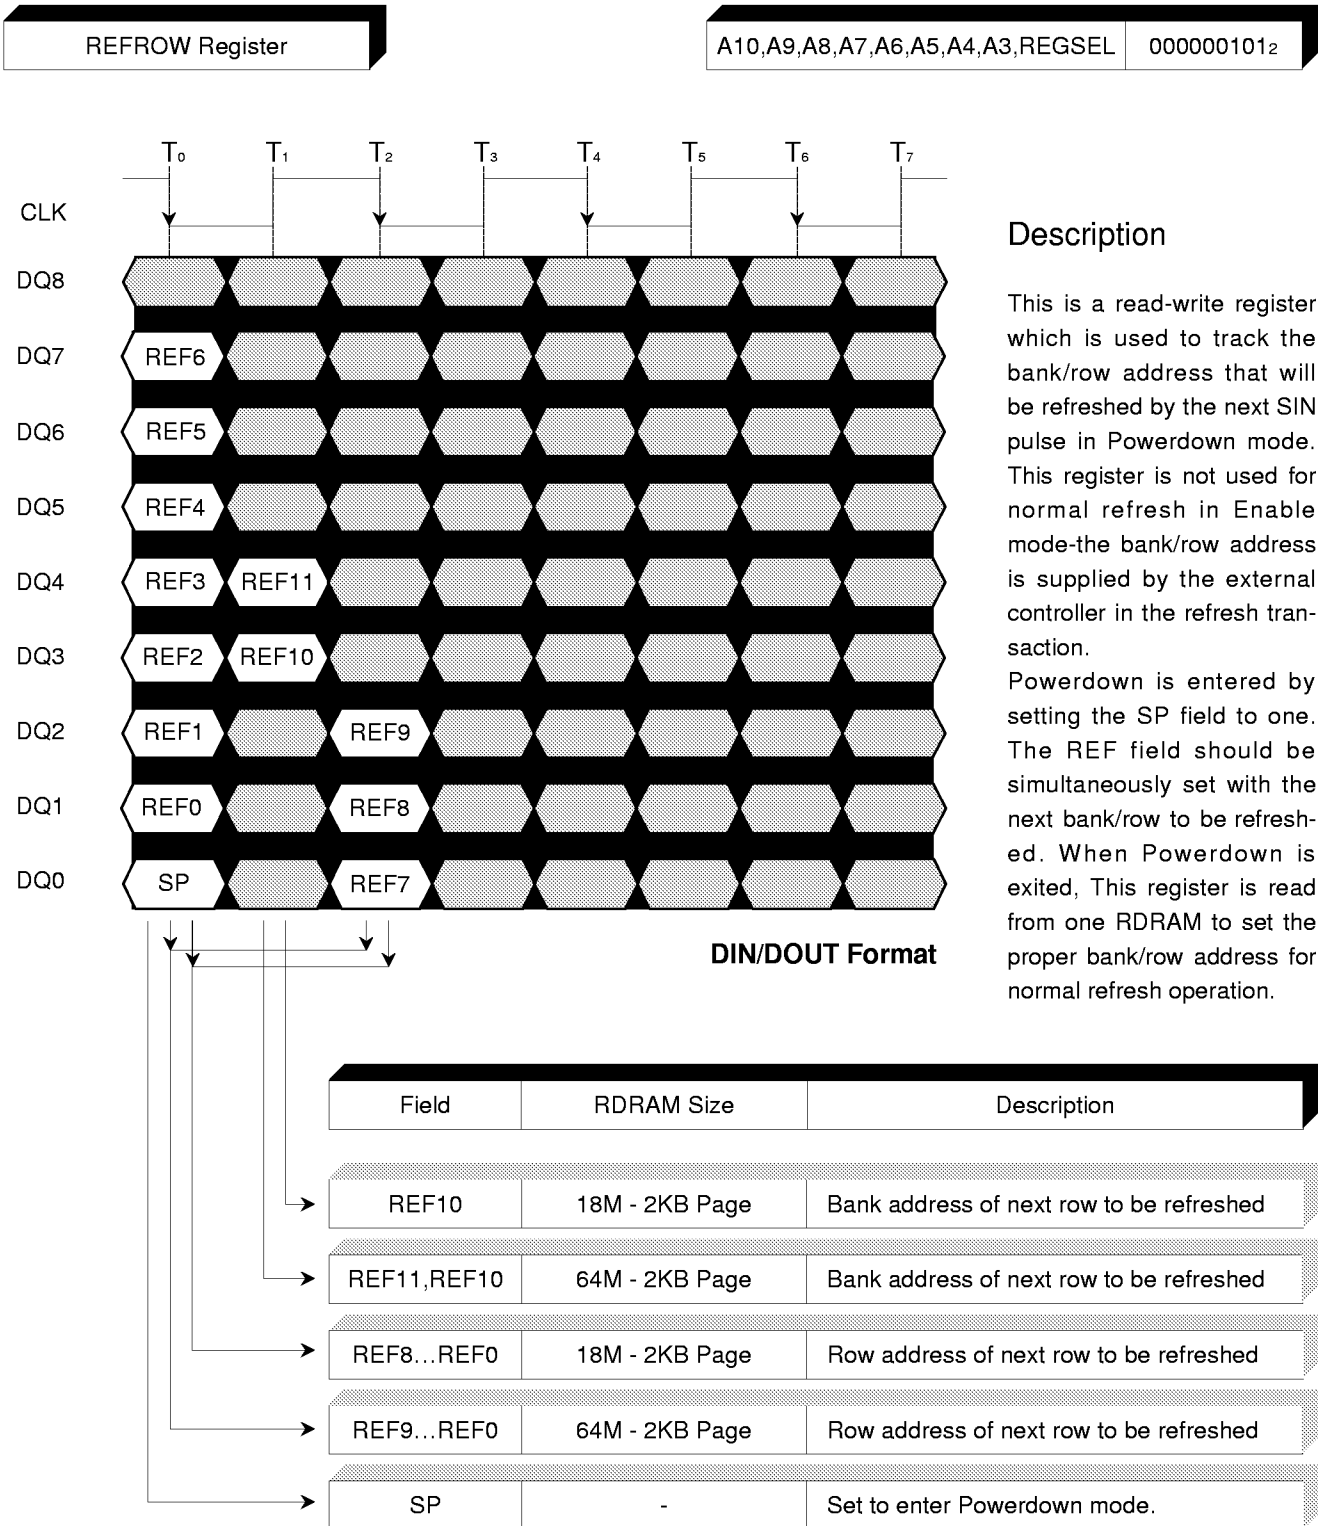 REFROW Register
A10,A9,A8,A7,A6,A5,A4,A3,REGSEL 000000101₂
T₀ T₁ T₂ T₃ T₄ T₅ T₆ T₇
CLK
DQ8
DQ7 REF6
DQ6 REF5
DQ5 REF4
DQ4 REF3 REF11
DQ3 REF2 REF10
DQ2 REF1 REF9
DQ1 REF0 REF8
DQ0 SP REF7
DIN/DOUT Format
Description
This is a read-write register
which is used to track the
bank/row address that will
be refreshed by the next SIN
pulse in Powerdown mode.
This register is not used for
normal refresh in Enable
mode-the bank/row address
is supplied by the external
controller in the refresh tran-
saction.
Powerdown is entered by
setting the SP field to one.
The REF field should be
simultaneously set with the
next bank/row to be refresh-
ed. When Powerdown is
exited, This register is read
from one RDRAM to set the
proper bank/row address for
normal refresh operation.
Field RDRAM Size Description
REF10 18M - 2KB Page Bank address of next row to be refreshed
REF11,REF10 64M - 2KB Page Bank address of next row to be refreshed
REF8...REF0 18M - 2KB Page Row address of next row to be refreshed
REF9...REF0 64M - 2KB Page Row address of next row to be refreshed
SP - Set to enter Powerdown mode.